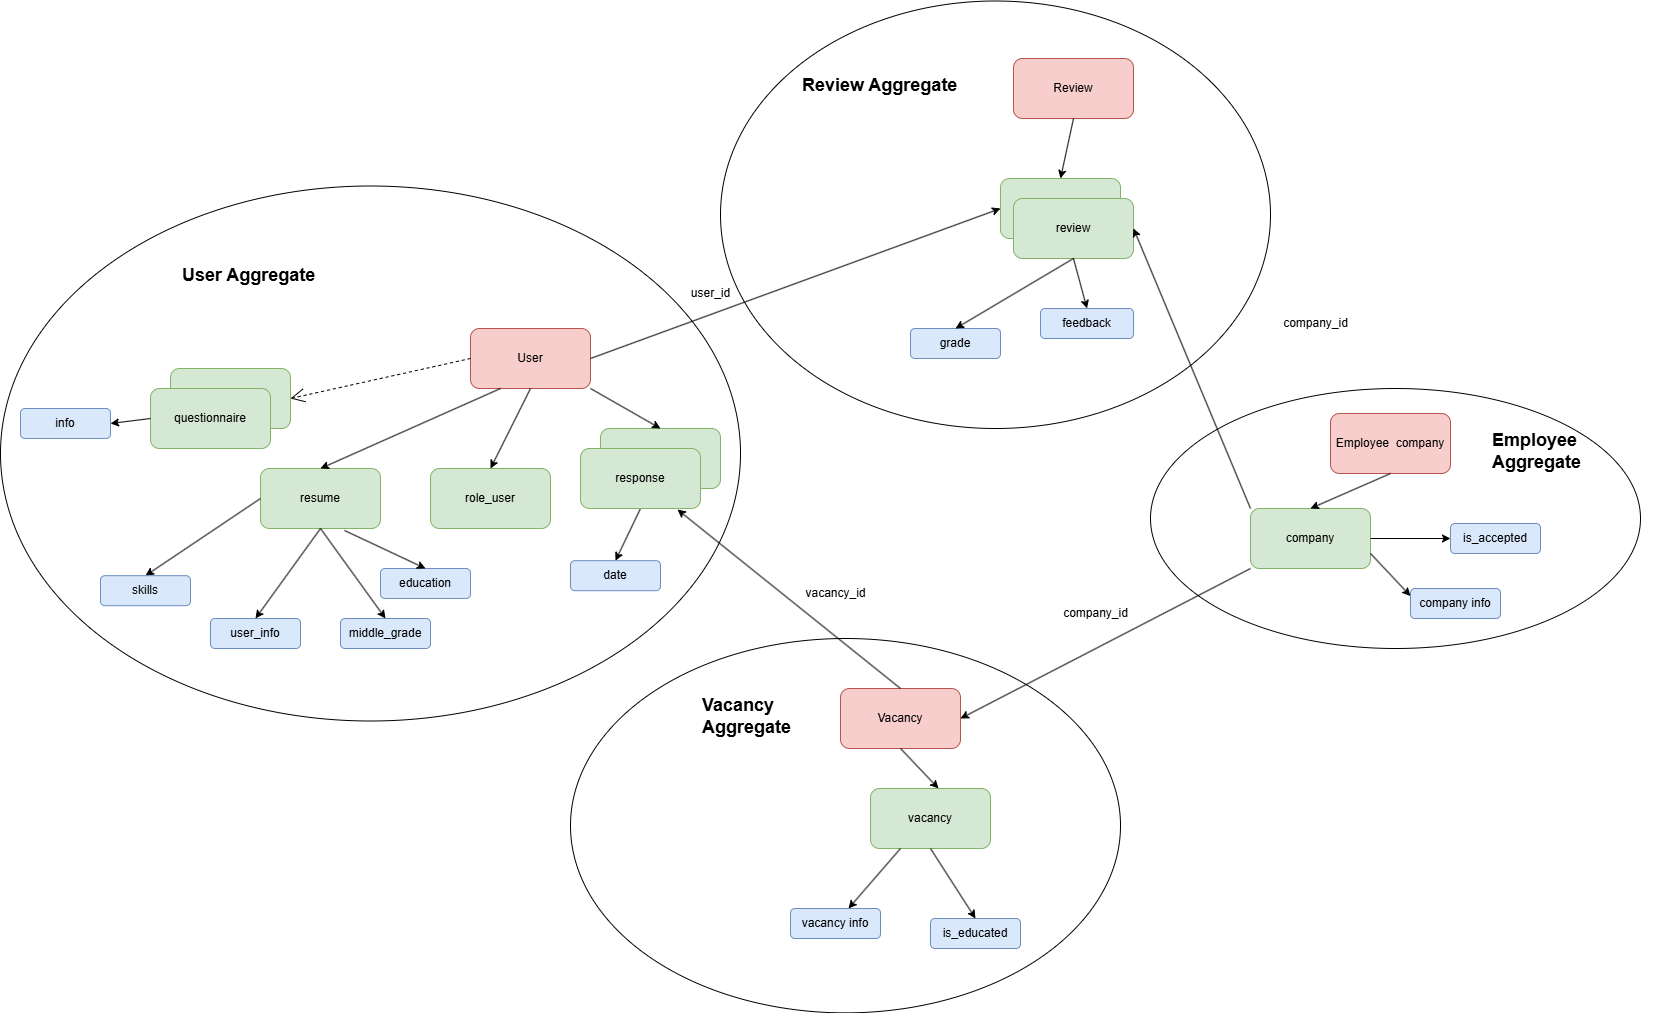 Review Aggregate
Review
review
grade
feedback
User Aggregate
user_id
User
questionnaire
info
resume
role_user
response
skills
user_info
middle_grade
education
date
company_id
Employee company
Employee
Aggregate
company
is_accepted
company info
vacancy_id
company_id
Vacancy
Aggregate
Vacancy
vacancy
vacancy info
is_educated